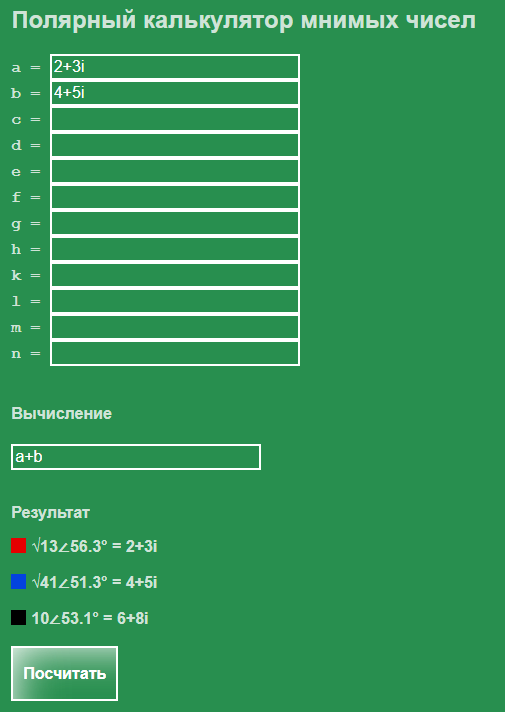 Полярный калькулятор мнимых чисел
a = 2+3i
b = 4+5i
c =
d =
e =
f =
g =
h =
k =
l =
m =
n =
Вычисление
a+b
Результат
√13∠56.3° = 2+3i
√41∠51.3° = 4+5i
10∠53.1° = 6+8i
Посчитать